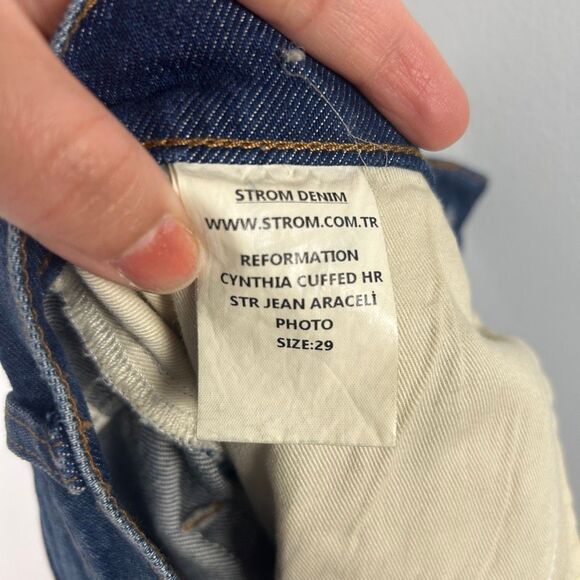 STROM DENIM
WWW.STROM.COM.TR
REFORMATION
CYNTHIA CUFFED HR
STR JEAN ARACELİ
PHOTO
SIZE:29